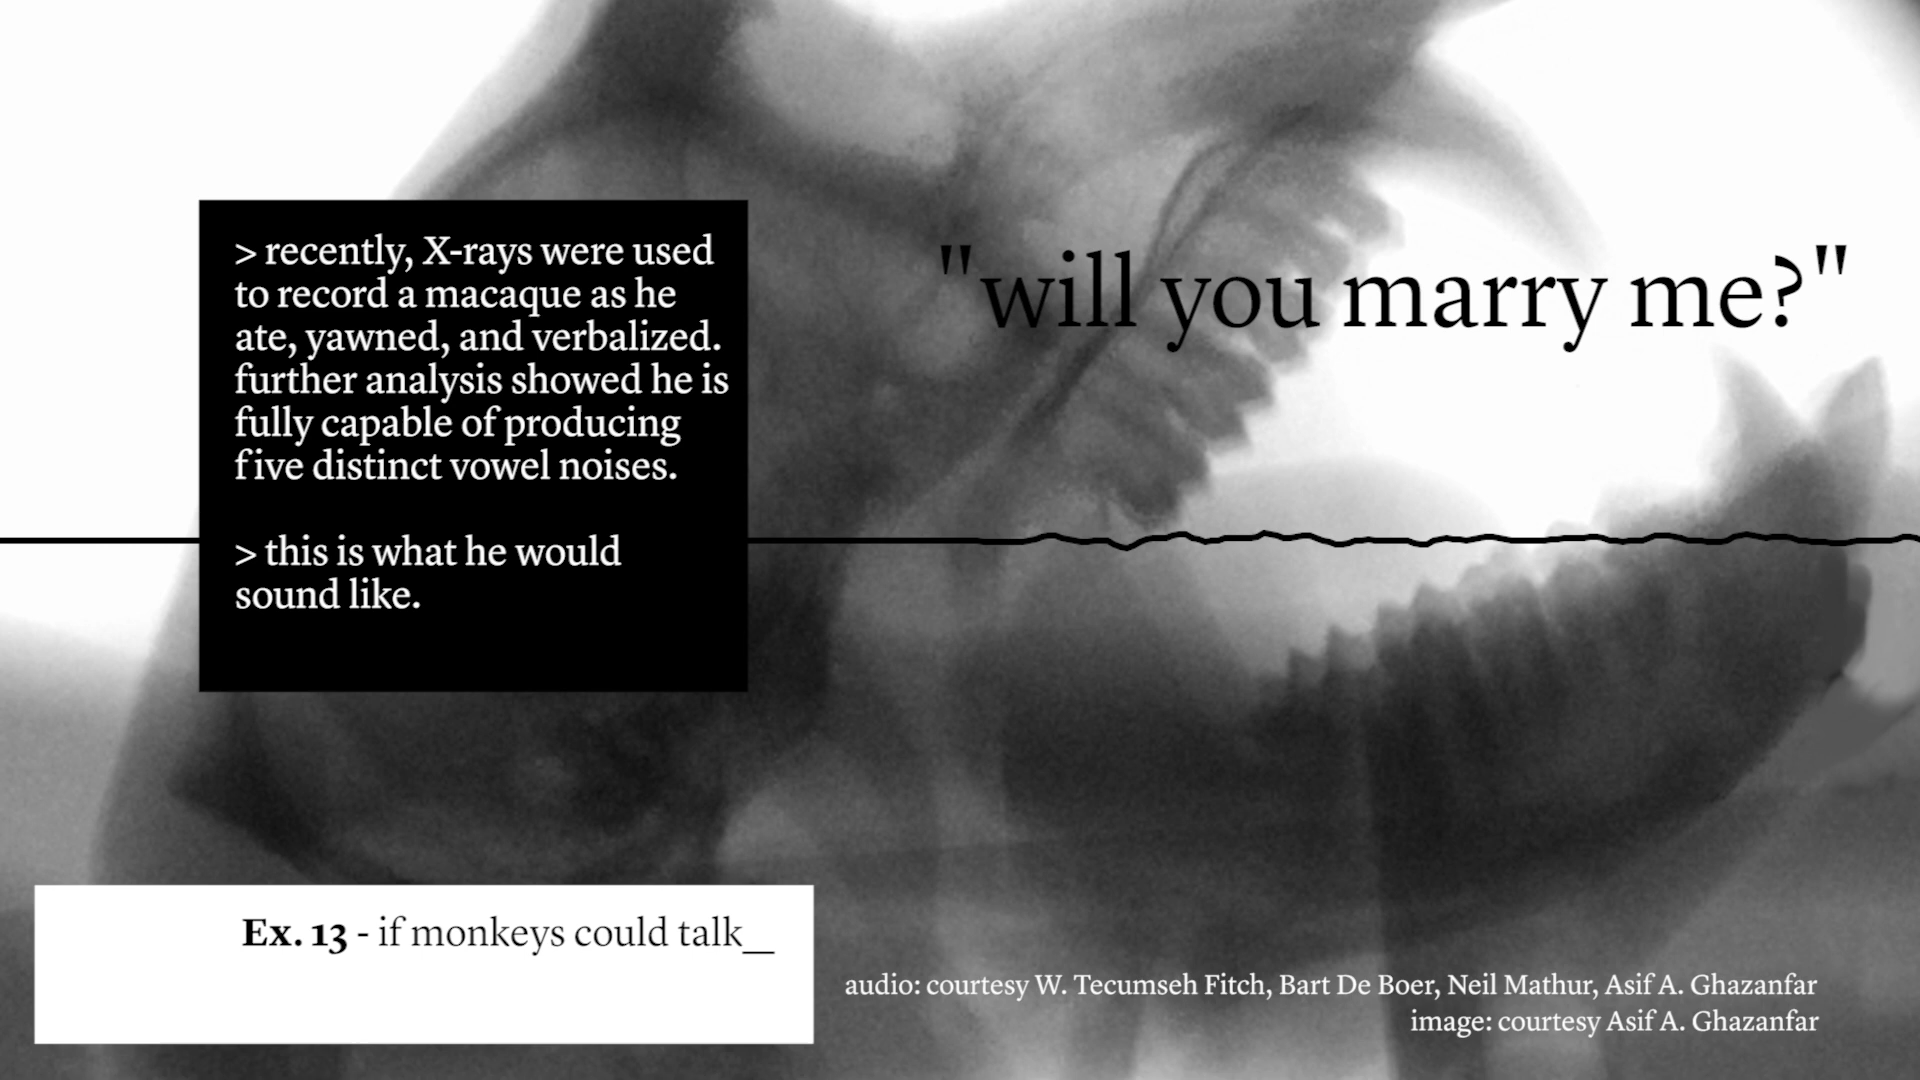 > recently, X-rays were used
to record a macaque as he
ate, yawned, and verbalized.
further analysis showed he is
fully capable of producing
five distinct vowel noises.
> this is what he would
sound like.
"will you marry me?"
Ex. 13 - if monkeys could talk_
audio: courtesy W. Tecumseh Fitch, Bart De Boer, Neil Mathur, Asif A. Ghazanfar
image: courtesy Asif A. Ghazanfar